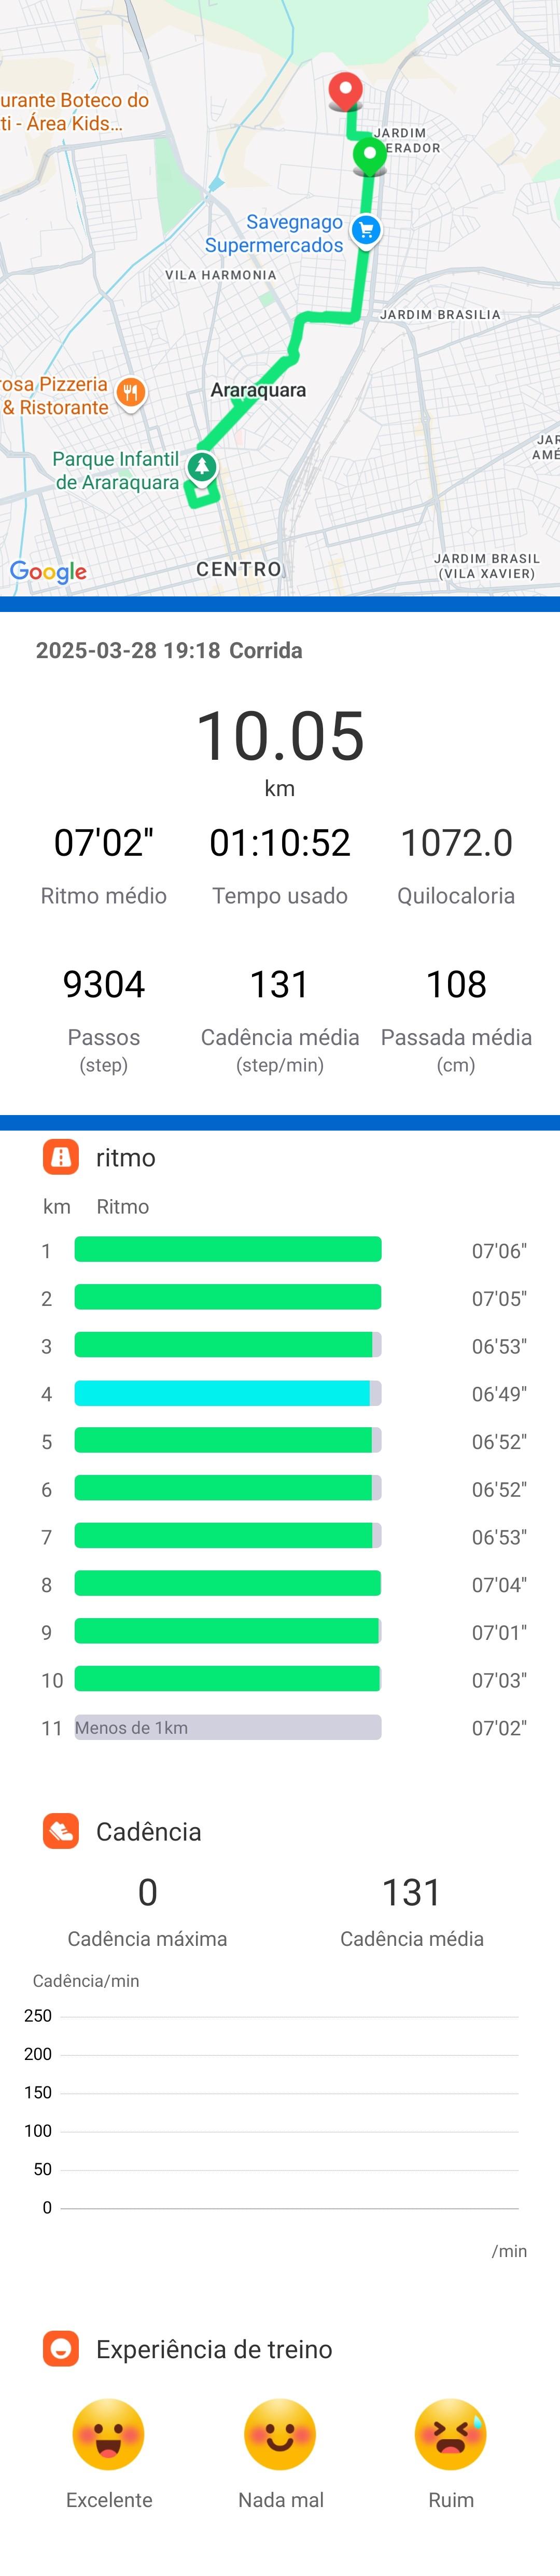 urante Boteco do
ti - Área Kids...
JARDIM
ERADOR
Savegnago
Supermercados
VILA HARMONIA
JARDIM BRASILIA
rosa Pizzeria
& Ristorante
Araraquara
Parque Infantil
de Araraquara
JAR
AMÉ
Google
CENTRO
JARDIM BRASIL
(VILA XAVIER)
2025-03-28 19:18 Corrida
10.05
km
07'02" 01:10:52 1072.0
Ritmo médio Tempo usado Quilocaloria
9304 131 108
Passos Cadência média Passada média
(step) (step/min) (cm)
ritmo
km Ritmo
1 07'06"
2 07'05"
3 06'53"
4 06'49"
5 06'52"
6 06'52"
7 06'53"
8 07'04"
9 07'01"
10 07'03"
11 Menos de 1km 07'02"
Cadência
0 131
Cadência máxima Cadência média
Cadência/min
250
200
150
100
50
0
/min
Experiência de treino
Excelente Nada mal Ruim